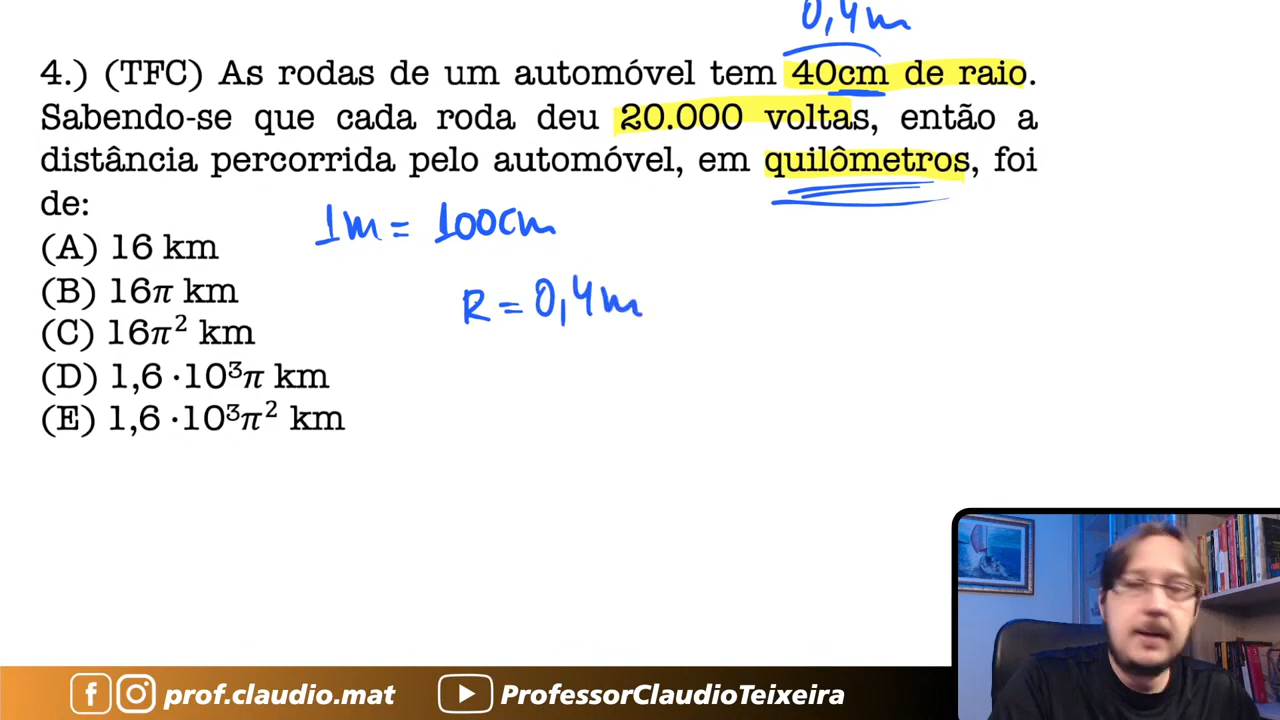 0,4m
4.) (TFC) As rodas de um automóvel tem 40cm de raio.
Sabendo-se que cada roda deu 20.000 voltas, então a
distância percorrida pelo automóvel, em quilômetros, foi
de:
1m = 100cm
(A) 16 km
(B) 16π km
R = 0,4m
(C) 16π² km
(D) 1,6 ·10³π km
(E) 1,6 ·10³π² km
prof.claudio.mat ProfessorClaudioTeixeira